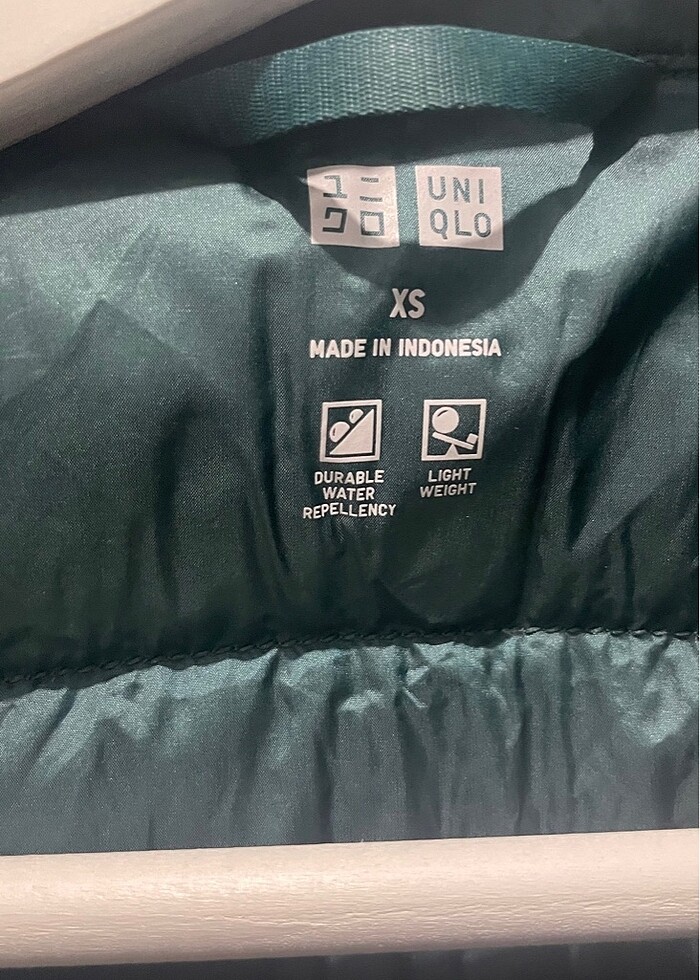 ユニ UNI
クロ QLO
XS
MADE IN INDONESIA
DURABLE LIGHT
WATER WEIGHT
REPELLENCY